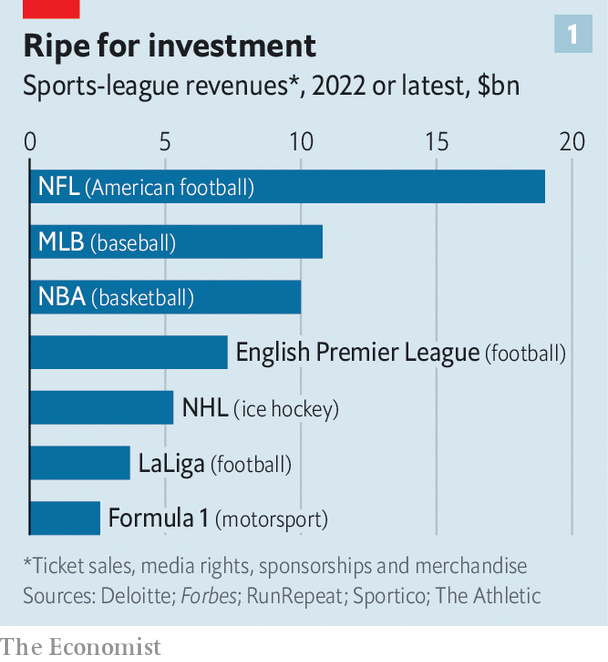 Ripe for investment
1
Sports-league revenues*, 2022 or latest, $bn
0 5 10 15 20
NFL (American football)
MLB (baseball)
NBA (basketball)
English Premier League (football)
NHL (ice hockey)
LaLiga (football)
Formula 1 (motorsport)
*Ticket sales, media rights, sponsorships and merchandise
Sources: Deloitte; Forbes; RunRepeat; Sportico; The Athletic
The Economist